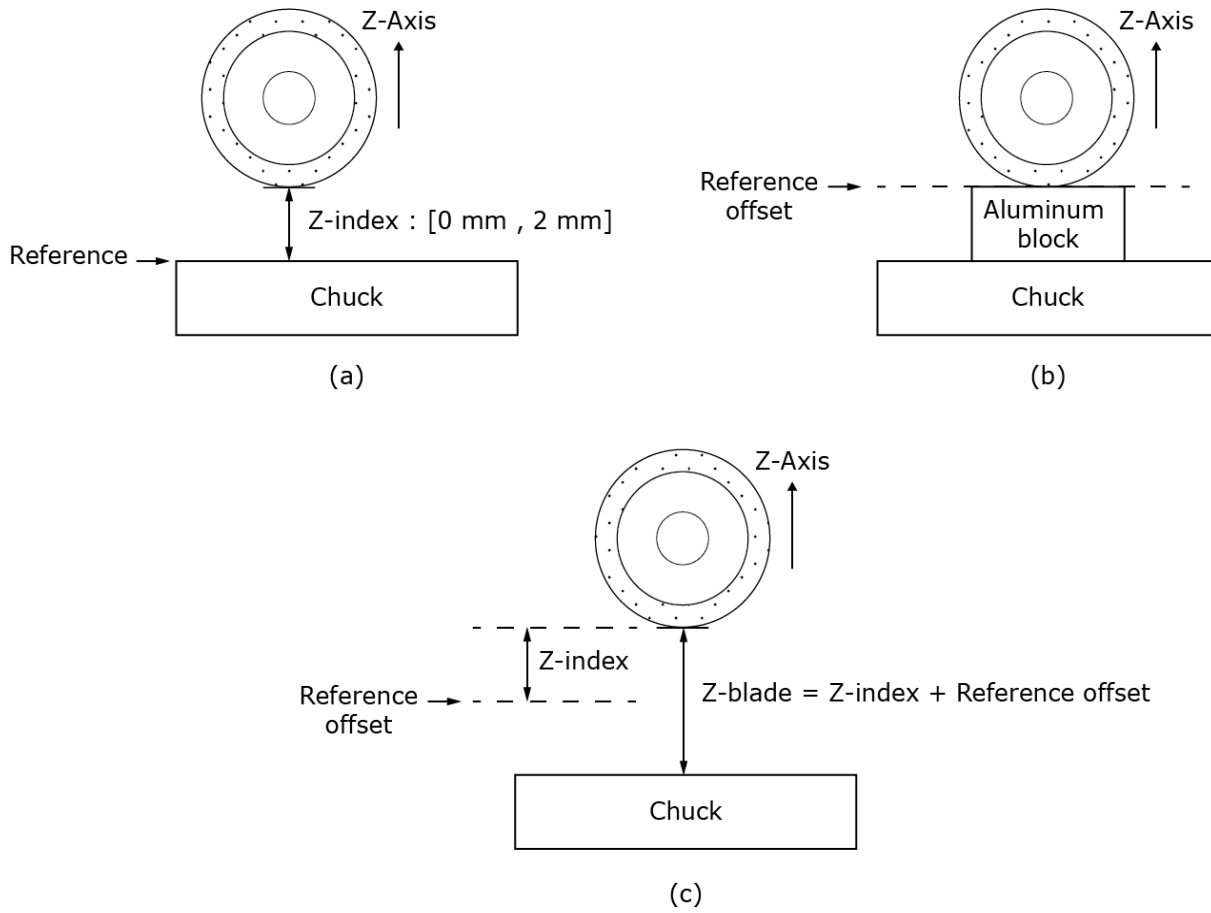 Z-Axis
Z-index : [0 mm , 2 mm]
Reference
Chuck
(a)
Z-Axis
Reference
offset
Aluminum
block
Chuck
(b)
Z-Axis
Z-index
Reference
offset
Z-blade = Z-index + Reference offset
Chuck
(c)